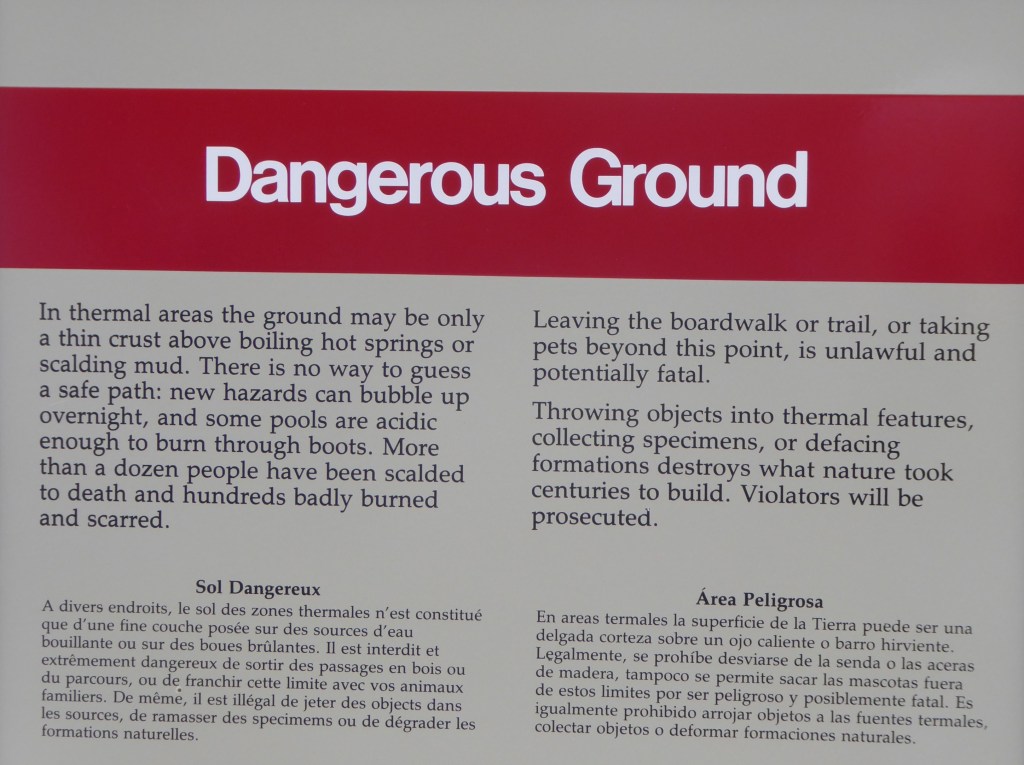 Dangerous Ground
In thermal areas the ground may be only
a thin crust above boiling hot springs or
scalding mud. There is no way to guess
a safe path: new hazards can bubble up
overnight, and some pools are acidic
enough to burn through boots. More
than a dozen people have been scalded
to death and hundreds badly burned
and scarred.
Leaving the boardwalk or trail, or taking
pets beyond this point, is unlawful and
potentially fatal.
Throwing objects into thermal features,
collecting specimens, or defacing
formations destroys what nature took
centuries to build. Violators will be
prosecuted.
Sol Dangereux
A divers endroits, le sol des zones thermales n'est constitué
que d'une fine couche posée sur des sources d'eau
bouillante ou sur des boues brûlantes. Il est interdit et
extrêmement dangereux de sortir des passages en bois ou
du parcours, ou de franchir cette limite avec vos animaux
familiers. De même, il est illégal de jeter des objects dans
les sources, de ramasser des specimems ou de dégrader les
formations naturelles.
Área Peligrosa
En areas termales la superficie de la Tierra puede ser una
delgada corteza sobre un ojo caliente o barro hirviente.
Legalmente, se prohíbe desviarse de la senda o las aceras
de madera, tampoco se permite sacar las mascotas fuera
de estos limites por ser peligroso y posiblemente fatal. Es
igualmente prohibido arrojar objetos a las fuentes termales,
colectar objetos o deformar formaciones naturales.